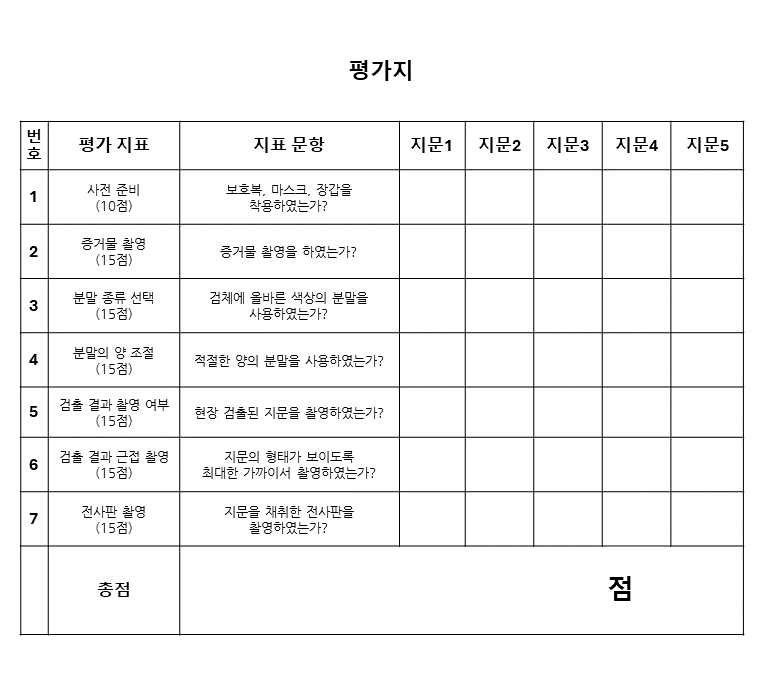 평가지
번호 평가 지표 지표 문항 지문1 지문2 지문3 지문4 지문5
1 사전 준비 (10점) 보호복, 마스크, 장갑을 착용하였는가?
2 증거물 촬영 (15점) 증거물 촬영을 하였는가?
3 분말 종류 선택 (15점) 검체에 올바른 색상의 분말을 사용하였는가?
4 분말의 양 조절 (15점) 적절한 양의 분말을 사용하였는가?
5 검출 결과 촬영 여부 (15점) 현장 검출된 지문을 촬영하였는가?
6 검출 결과 근접 촬영 (15점) 지문의 형태가 보이도록 최대한 가까이서 촬영하였는가?
7 전사판 촬영 (15점) 지문을 채취한 전사판을 촬영하였는가?
총점 점